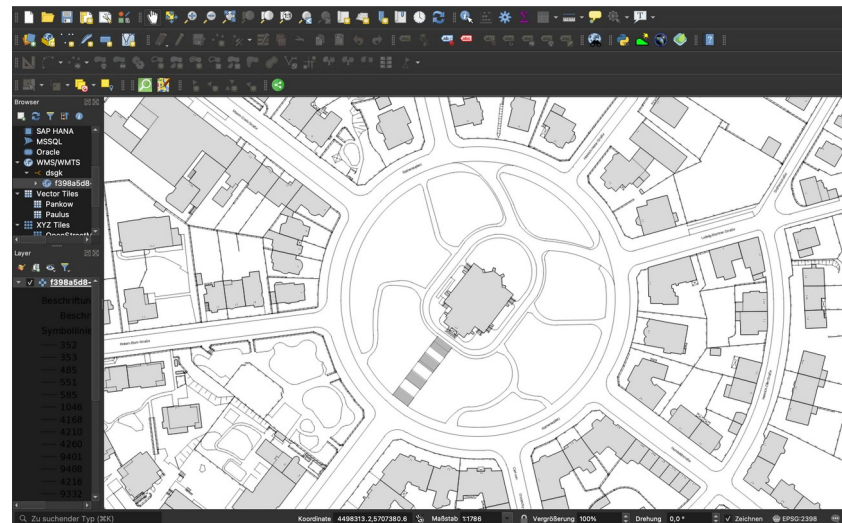 Browser
SAP HANA
MSSQL
Oracle
WMS/WMTS
dsgk
f398a5d8-
Vector Tiles
Pankow
Paulus
XYZ Tiles
Layer
f398a5d8-
Beschriftun
Beschr
Symbollinie
352
353
485
551
585
1046
4168
4210
4260
9401
9408
4216
9332
Zu suchender Typ (⌘K)
Koordinate 4498313.2,5707380.6
Maßstab 1:1786
Vergrößerung 100%
Drehung 0,0 °
Zeichnen
EPSG:2398